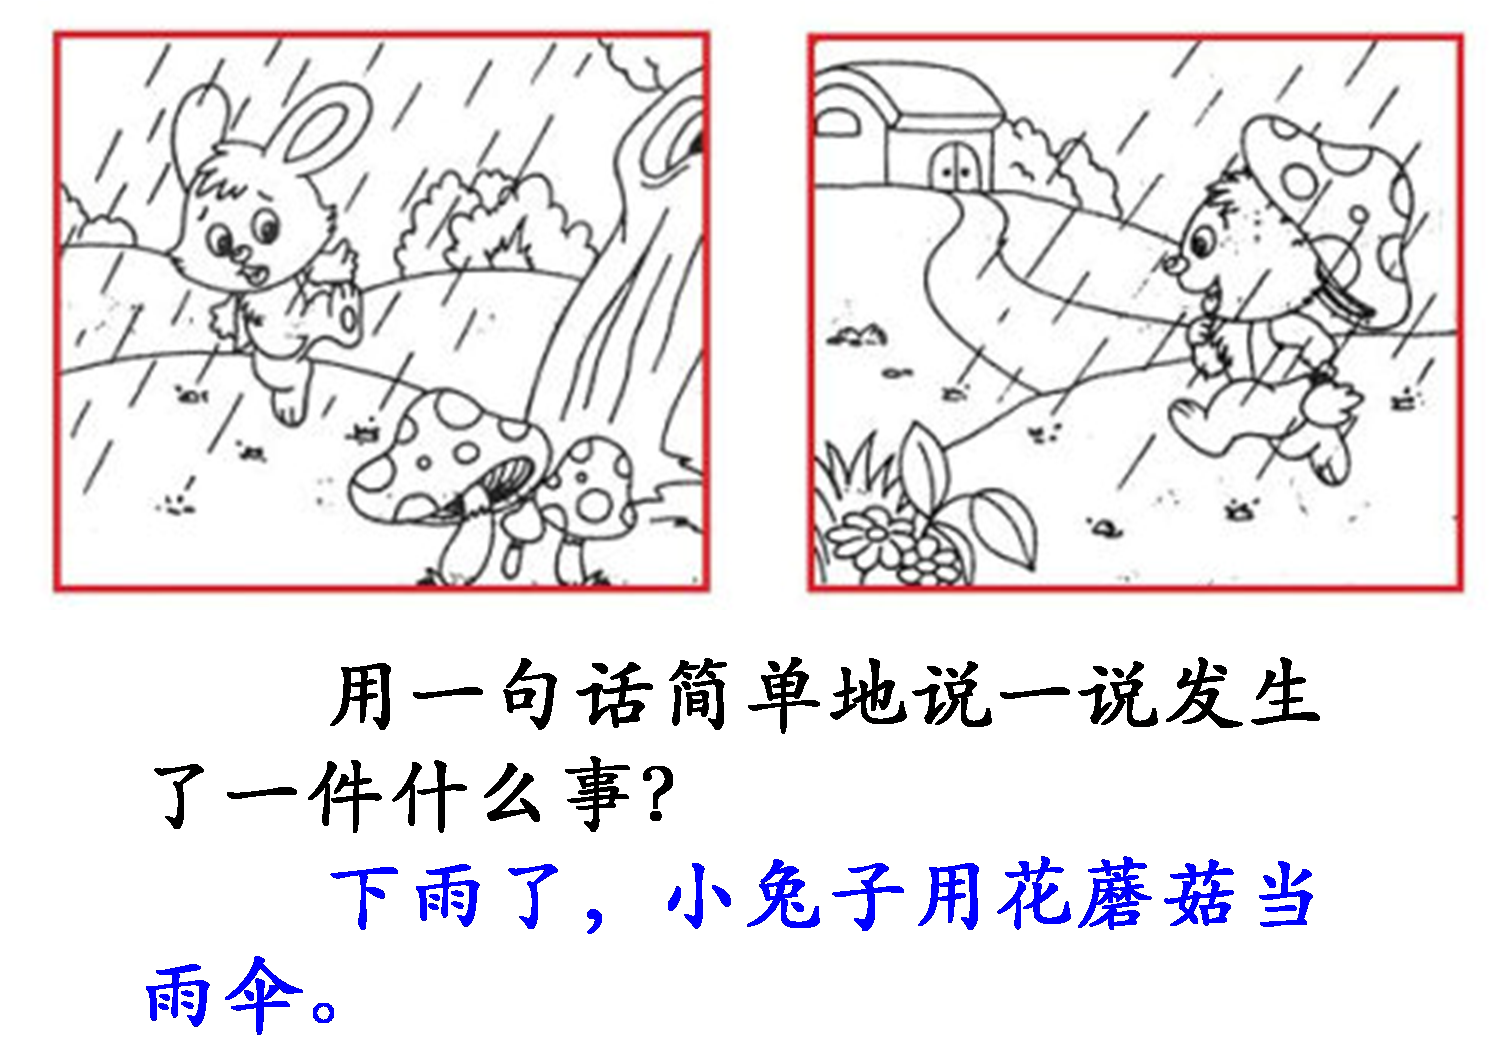 用一句话简单地说一说发生
了一件什么事?
下雨了，小兔子用花蘑菇当
雨伞。